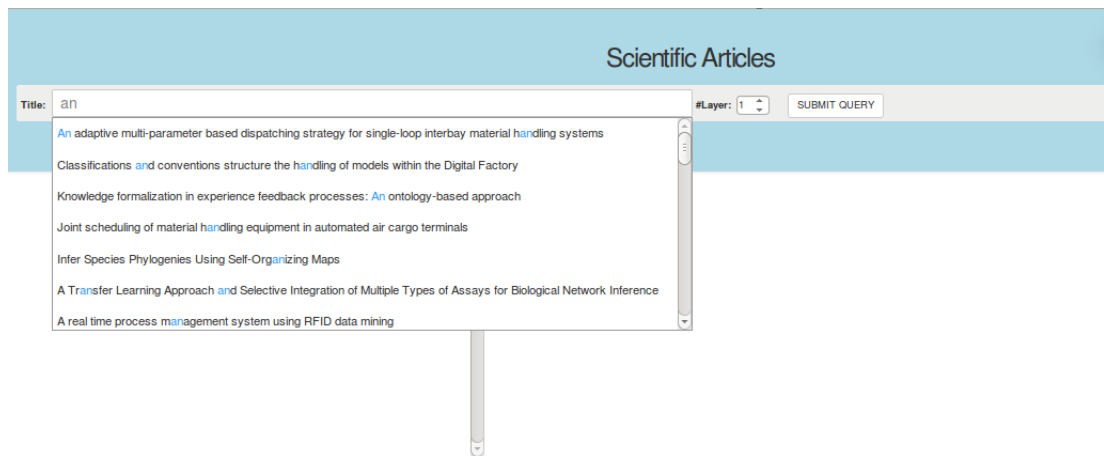 Scientific Articles
Title: an #Layer: 1 SUBMIT QUERY
An adaptive multi-parameter based dispatching strategy for single-loop interbay material handling systems
Classifications and conventions structure the handling of models within the Digital Factory
Knowledge formalization in experience feedback processes: An ontology-based approach
Joint scheduling of material handling equipment in automated air cargo terminals
Infer Species Phylogenies Using Self-Organizing Maps
A Transfer Learning Approach and Selective Integration of Multiple Types of Assays for Biological Network Inference
A real time process management system using RFID data mining